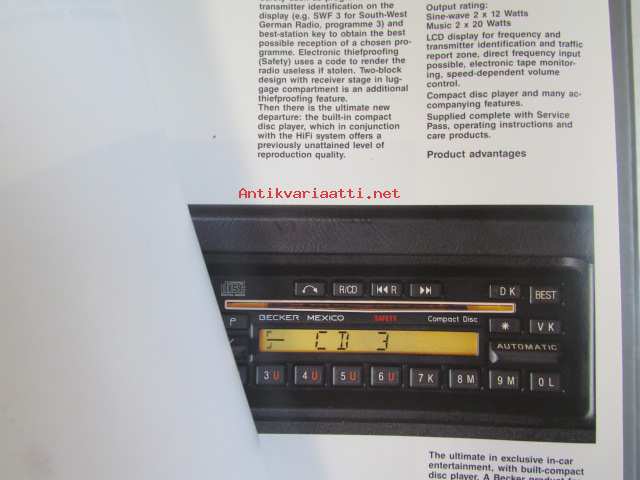 transmitter identification on the
display (e.g. SWF 3 for South-West
German Radio, programme 3) and
best-station key to obtain the best
possible reception of a chosen pro-
gramme. Electronic thiefproofing
(Safety) uses a code to render the
radio useless if stolen. Two-block
design with receiver stage in lug-
gage compartment is an additional
thiefproofing feature.
Then there is the ultimate new
departure: the built-in compact
disc player, which in conjunction
with the HiFi system offers a
previously unattained level of
reproduction quality.
Output rating:
Sine-wave 2 x 12 Watts
Music 2 x 20 Watts
LCD display for frequency and
transmitter identification and traffic
report zone, direct frequency input
possible, electronic tape monitor-
ing, speed-dependent volume
control.
Compact disc player and many ac-
companying features.
Supplied complete with Service
Pass, operating instructions and
care products.
Product advantages
Antikvariaatti.net
R/CD
R
DK
BEST
BECKER MEXICO SAFETY Compact Disc
P
* VK
CD 3
AUTOMATIC
3 U 4 U 5 U 6 U 7 K 8 M 9 M 0 L
The ultimate in exclusive in-car
entertainment, with built-compact
disc player. A Becker product for